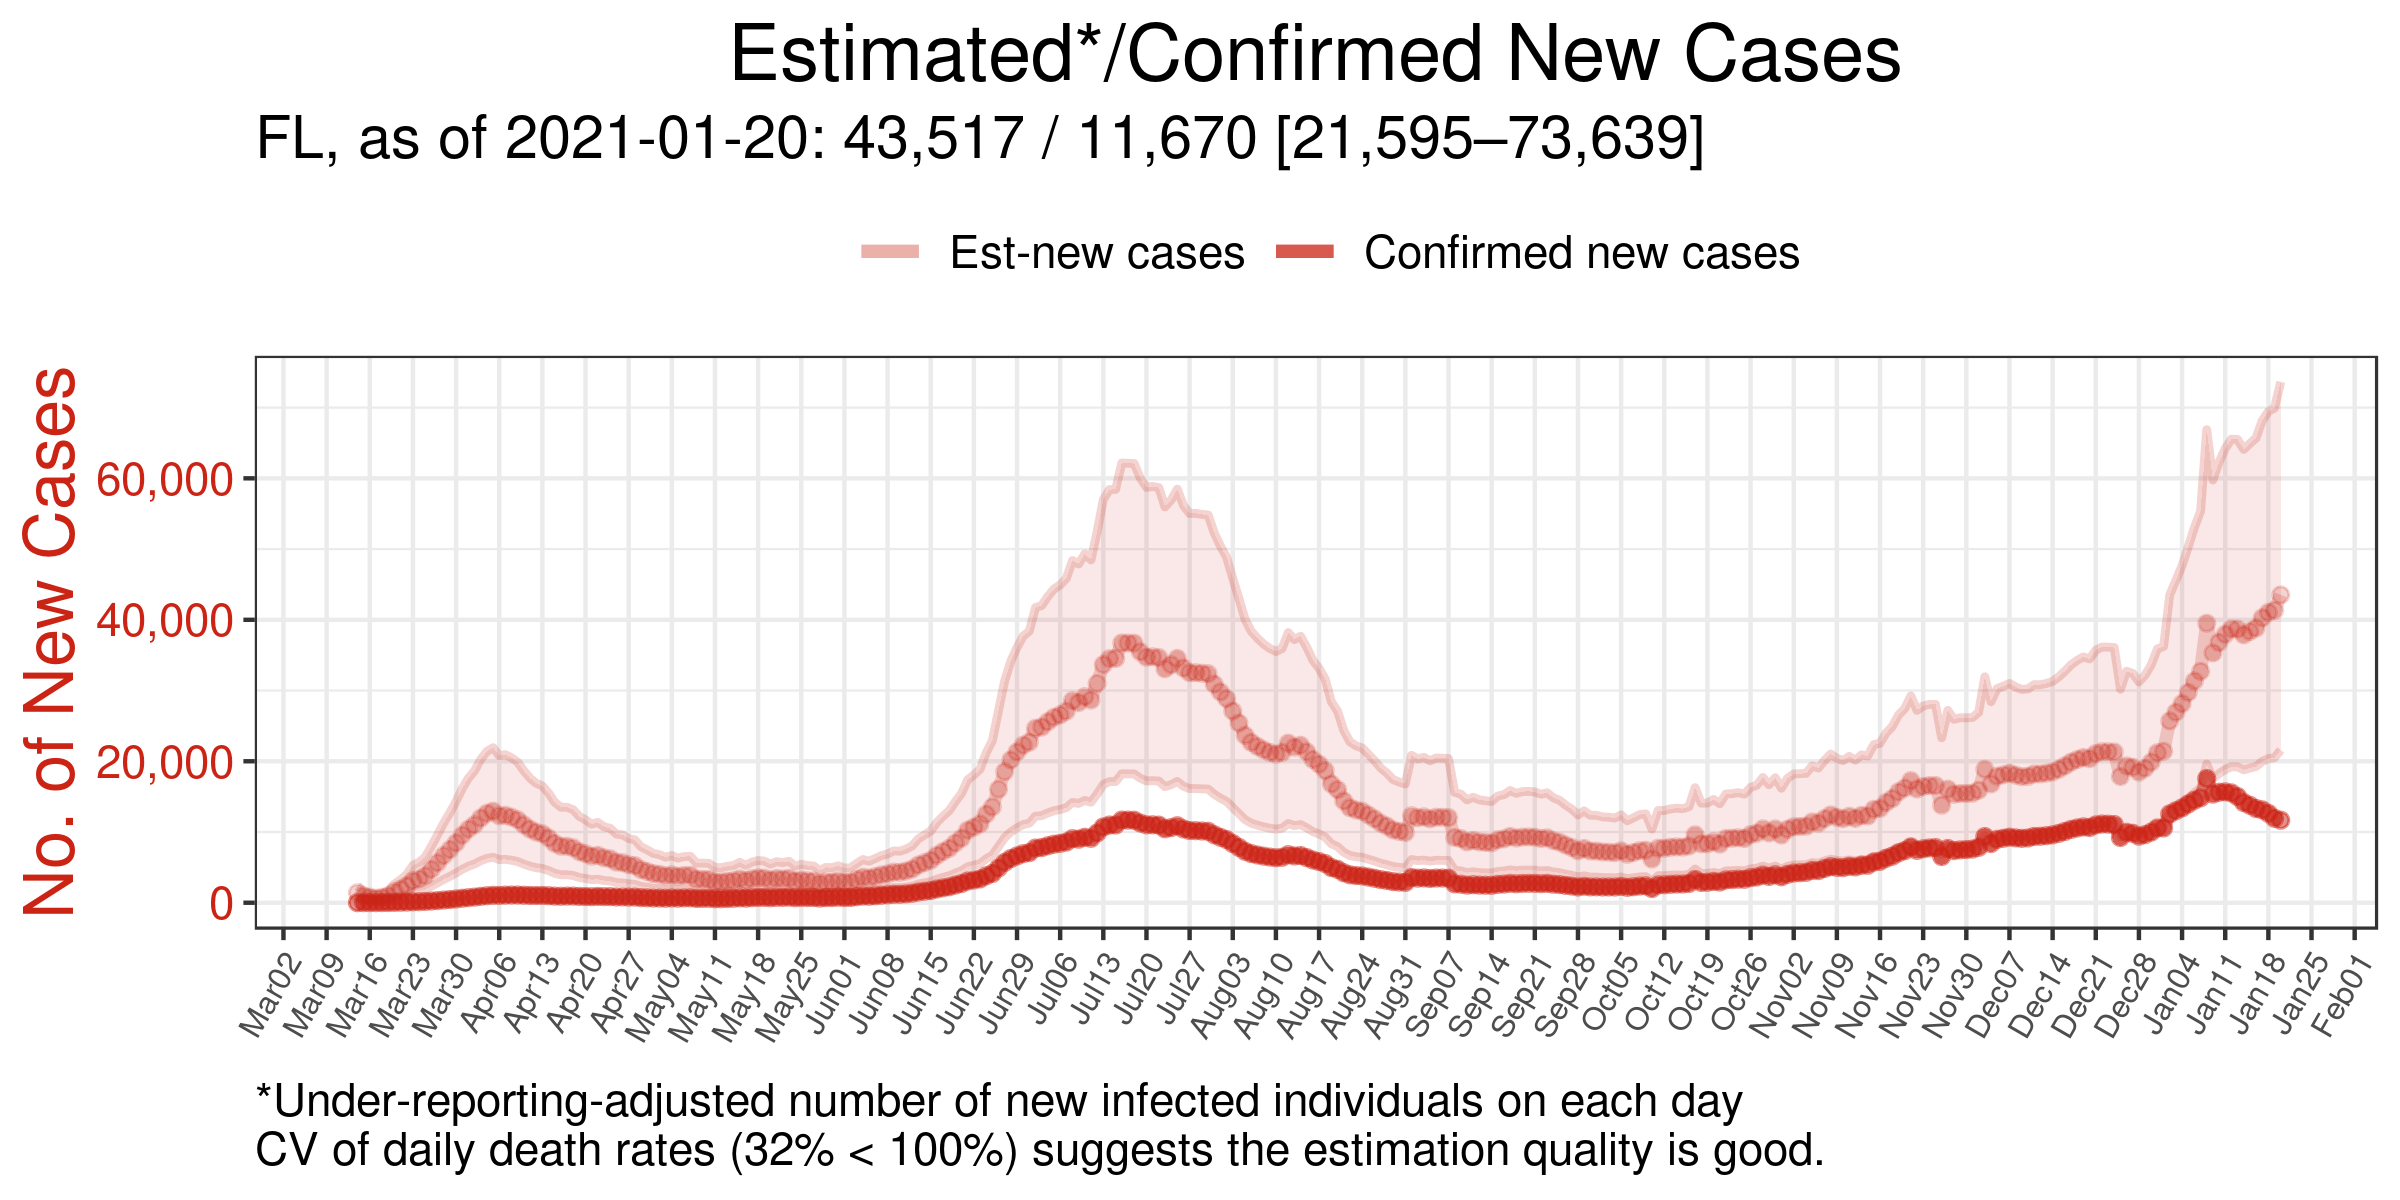 Estimated*/Confirmed New Cases
FL, as of 2021-01-20: 43,517 / 11,670 [21,595–73,639]
Est-new cases Confirmed new cases
No. of New Cases
60,000
40,000
20,000
0
Mar02 Mar09 Mar16 Mar23 Mar30 Apr06 Apr13 Apr20 Apr27 May04 May11 May18 May25 Jun01 Jun08 Jun15 Jun22 Jun29 Jul06 Jul13 Jul20 Jul27 Aug03 Aug10 Aug17 Aug24 Aug31 Sep07 Sep14 Sep21 Sep28 Oct05 Oct12 Oct19 Oct26 Nov02 Nov09 Nov16 Nov23 Nov30 Dec07 Dec14 Dec21 Dec28 Jan04 Jan11 Jan18 Jan25 Feb01
*Under-reporting-adjusted number of new infected individuals on each day
CV of daily death rates (32% < 100%) suggests the estimation quality is good.